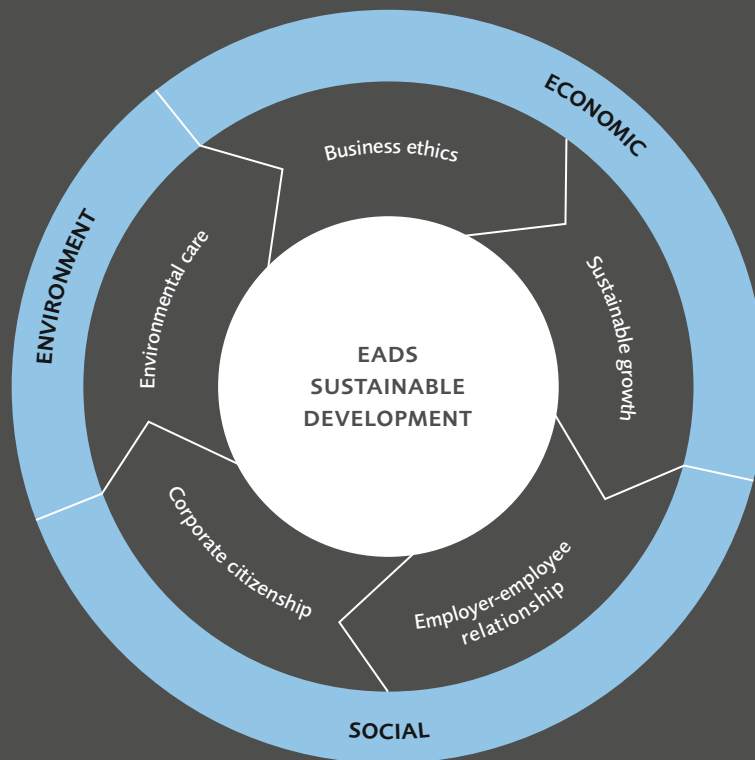 ECONOMIC
Business ethics
ENVIRONMENT
Environmental care
Sustainable growth
EADS
SUSTAINABLE
DEVELOPMENT
Corporate citizenship
Employer-employee
relationship
SOCIAL